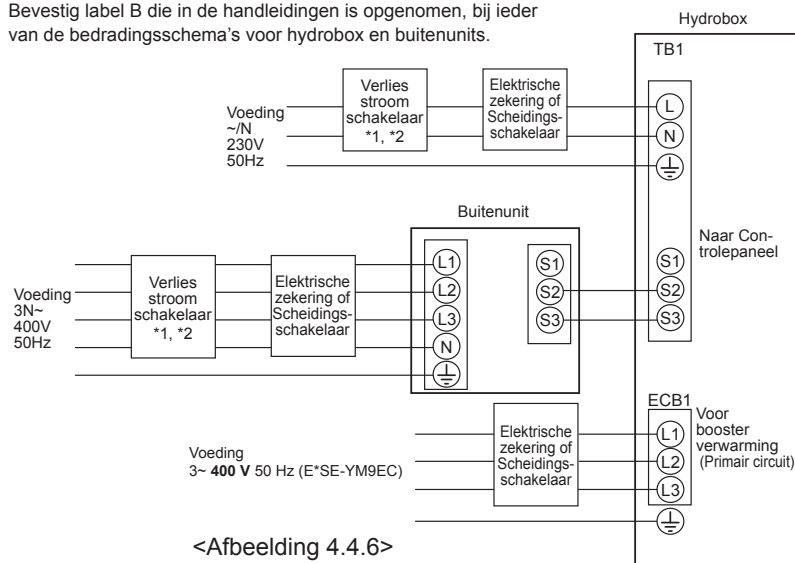 Bevestig label B die in de handleidingen is opgenomen, bij ieder
van de bedradingsschema's voor hydrobox en buitenunits.
Hydrobox
TB1
Voeding
~/N
230V
50Hz
Verlies
stroom
schakelaar
*1, *2
Elektrische
zekering of
Scheidings-
schakelaar
L
N
Naar Con-
trolepaneel
S1
S2
S3
Buitenunit
Voeding
3N~
400V
50Hz
Verlies
stroom
schakelaar
*1, *2
Elektrische
zekering of
Scheidings-
schakelaar
L1
L2
L3
N
S1
S2
S3
ECB1
Voor
booster
verwarming
(Primair circuit)
Voeding
3~ 400 V 50 Hz (E*SE-YM9EC)
Elektrische
zekering of
Scheidings-
schakelaar
L1
L2
L3
<Afbeelding 4.4.6>